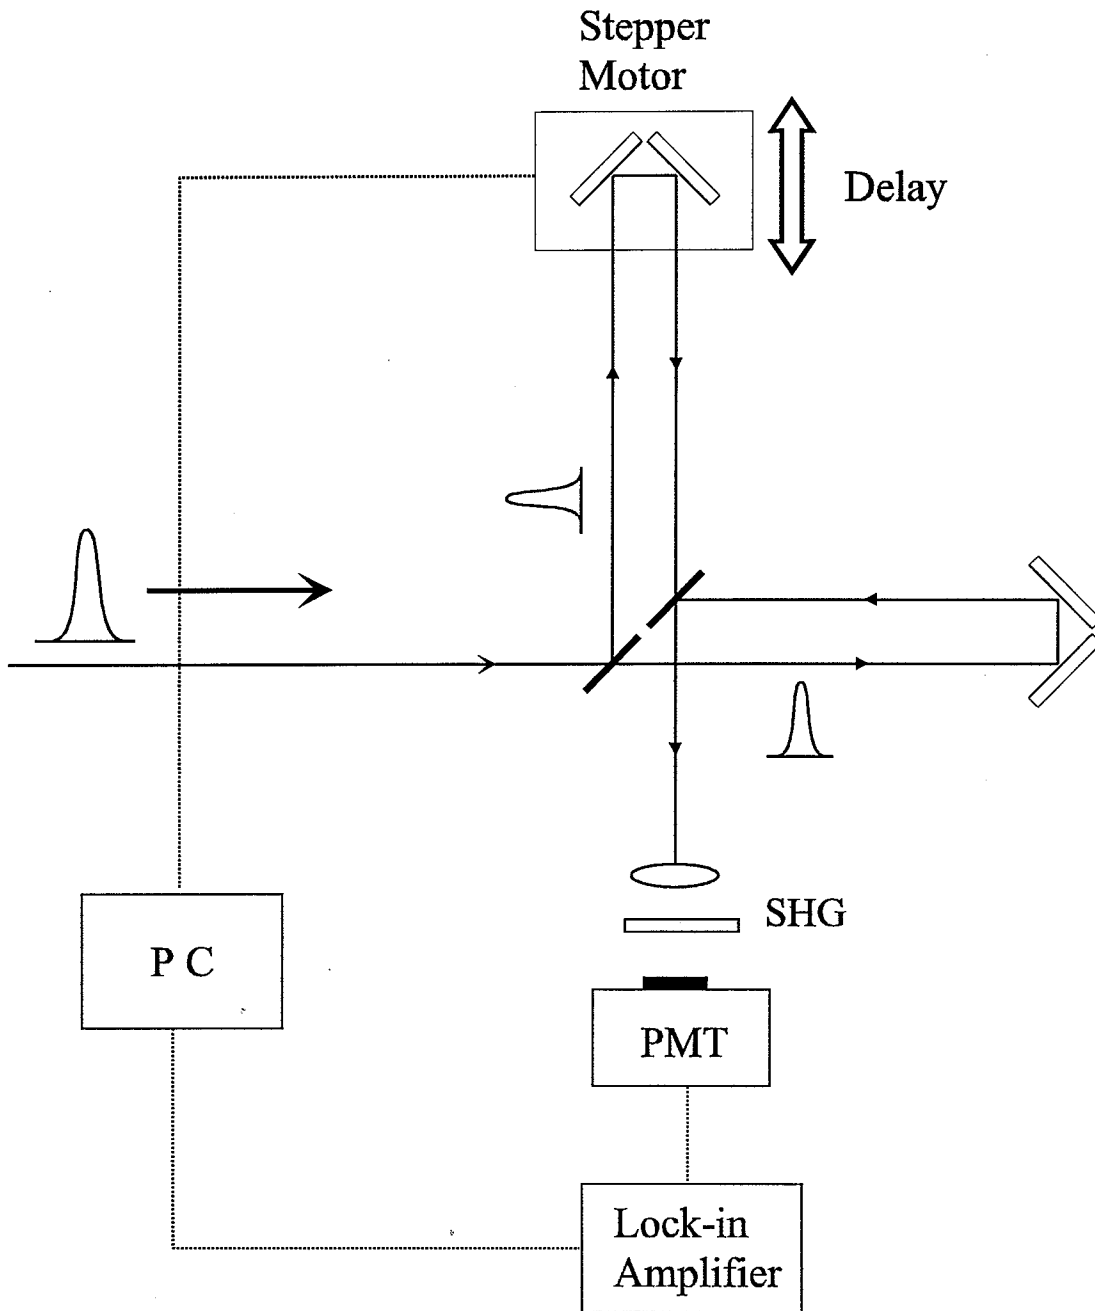 Stepper
Motor
Delay
SHG
P C
PMT
Lock-in
Amplifier